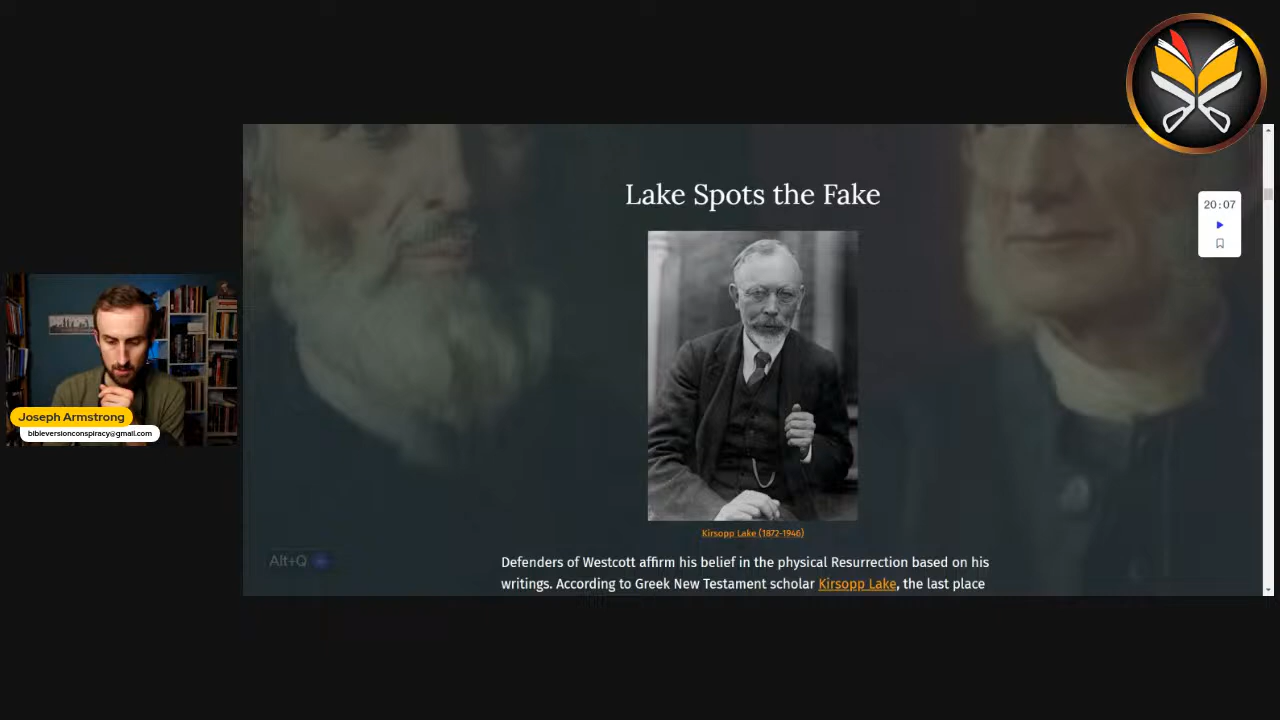 Lake Spots the Fake
20:07
Kirsopp Lake (1872-1946)
Defenders of Westcott affirm his belief in the physical Resurrection based on his
writings. According to Greek New Testament scholar Kirsopp Lake, the last place
Alt+Q
Joseph Armstrong
bibleversionconspiracy@gmail.com